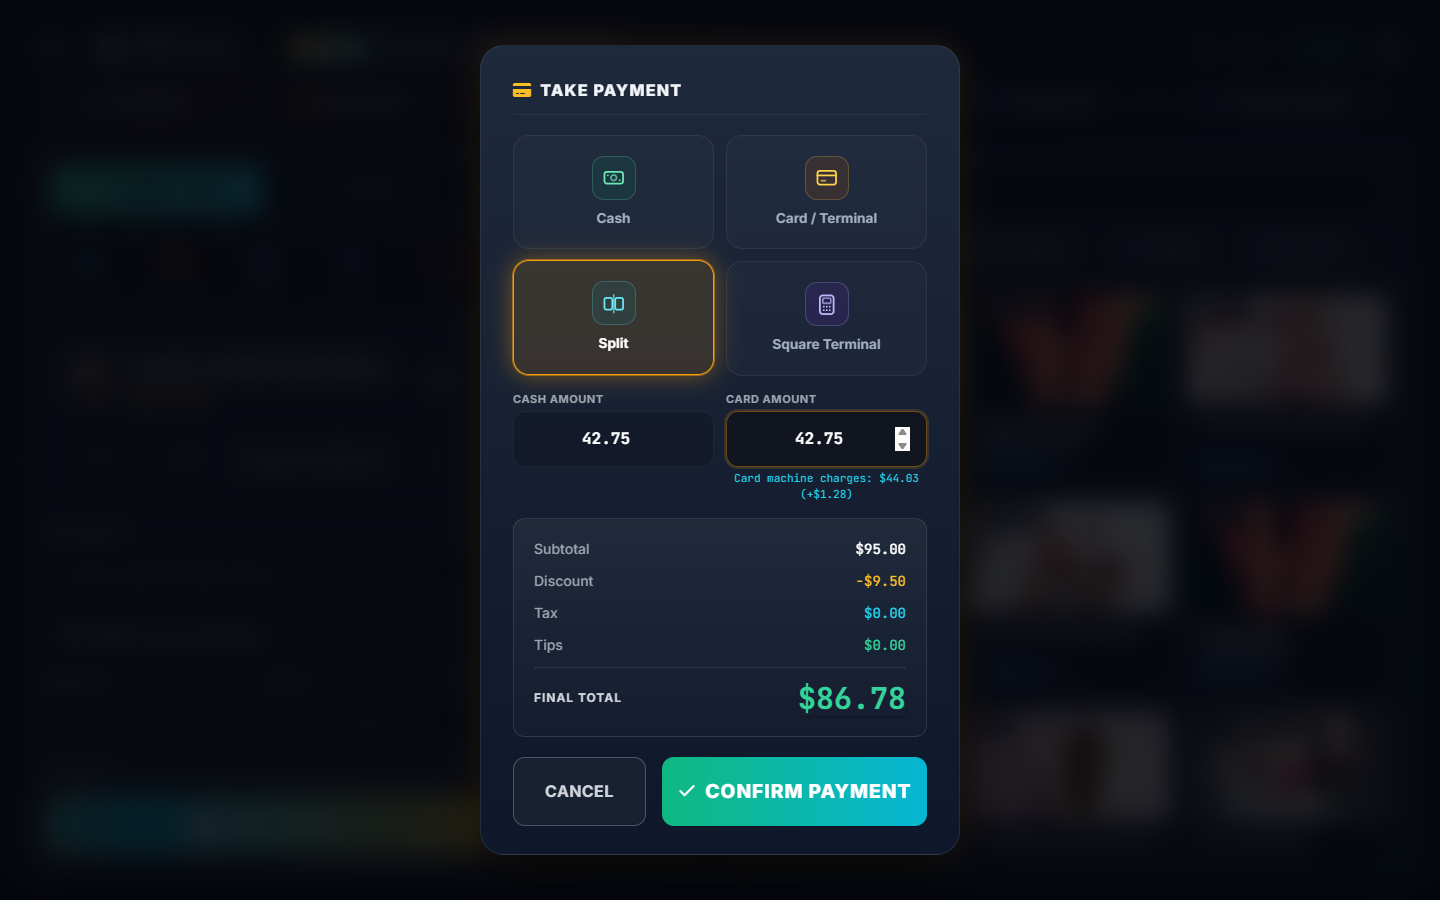 TAKE PAYMENT
Cash
Card / Terminal
Split
Square Terminal
CASH AMOUNT
CARD AMOUNT
42.75
42.75
Card machine charges: $44.03
(+$1.28)
Subtotal $95.00
Discount -$9.50
Tax $0.00
Tips $0.00
FINAL TOTAL $86.78
CANCEL
CONFIRM PAYMENT